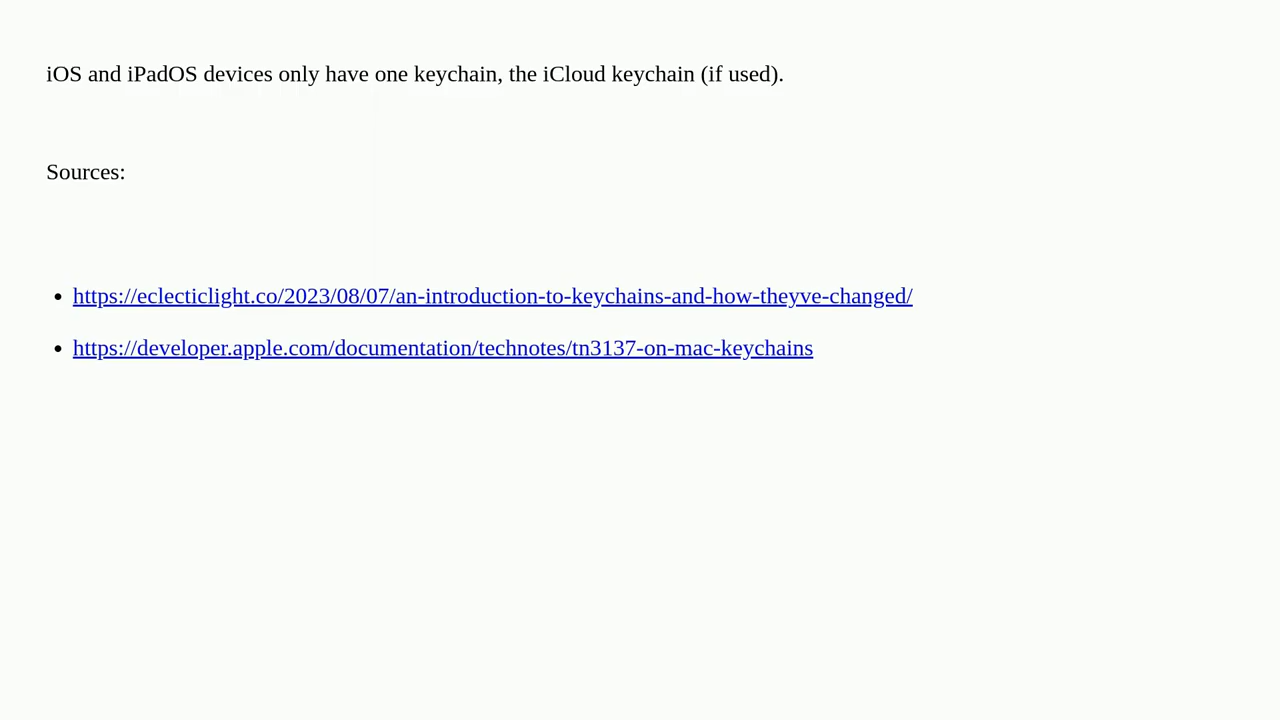 iOS and iPadOS devices only have one keychain, the iCloud keychain (if used).
Sources:
• https://eclecticlight.co/2023/08/07/an-introduction-to-keychains-and-how-theyve-changed/
• https://developer.apple.com/documentation/technotes/tn3137-on-mac-keychains